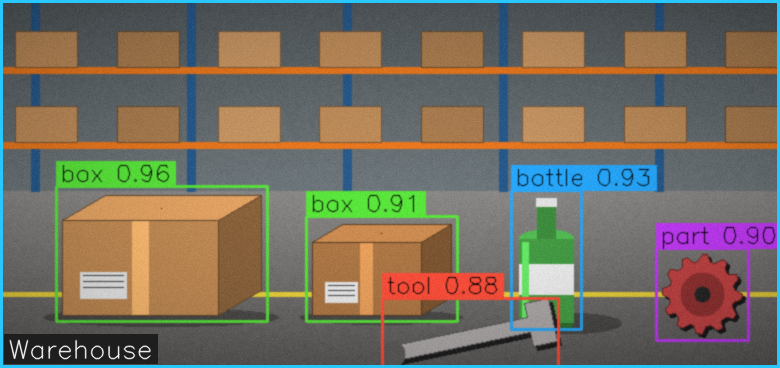 box 0.96
box 0.91
bottle 0.93
part 0.90
tool 0.88
Warehouse